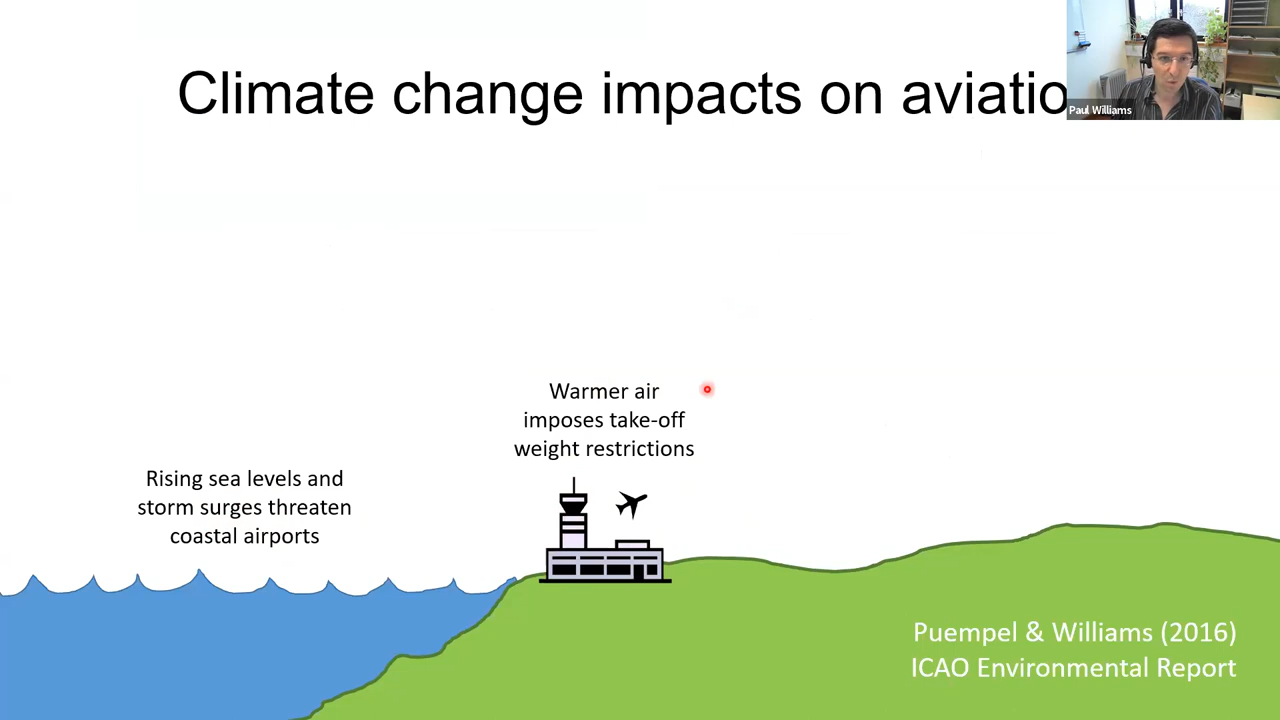 Climate change impacts on aviatio
Paul Williams
Warmer air
imposes take-off
weight restrictions
Rising sea levels and
storm surges threaten
coastal airports
Puempel & Williams (2016)
ICAO Environmental Report